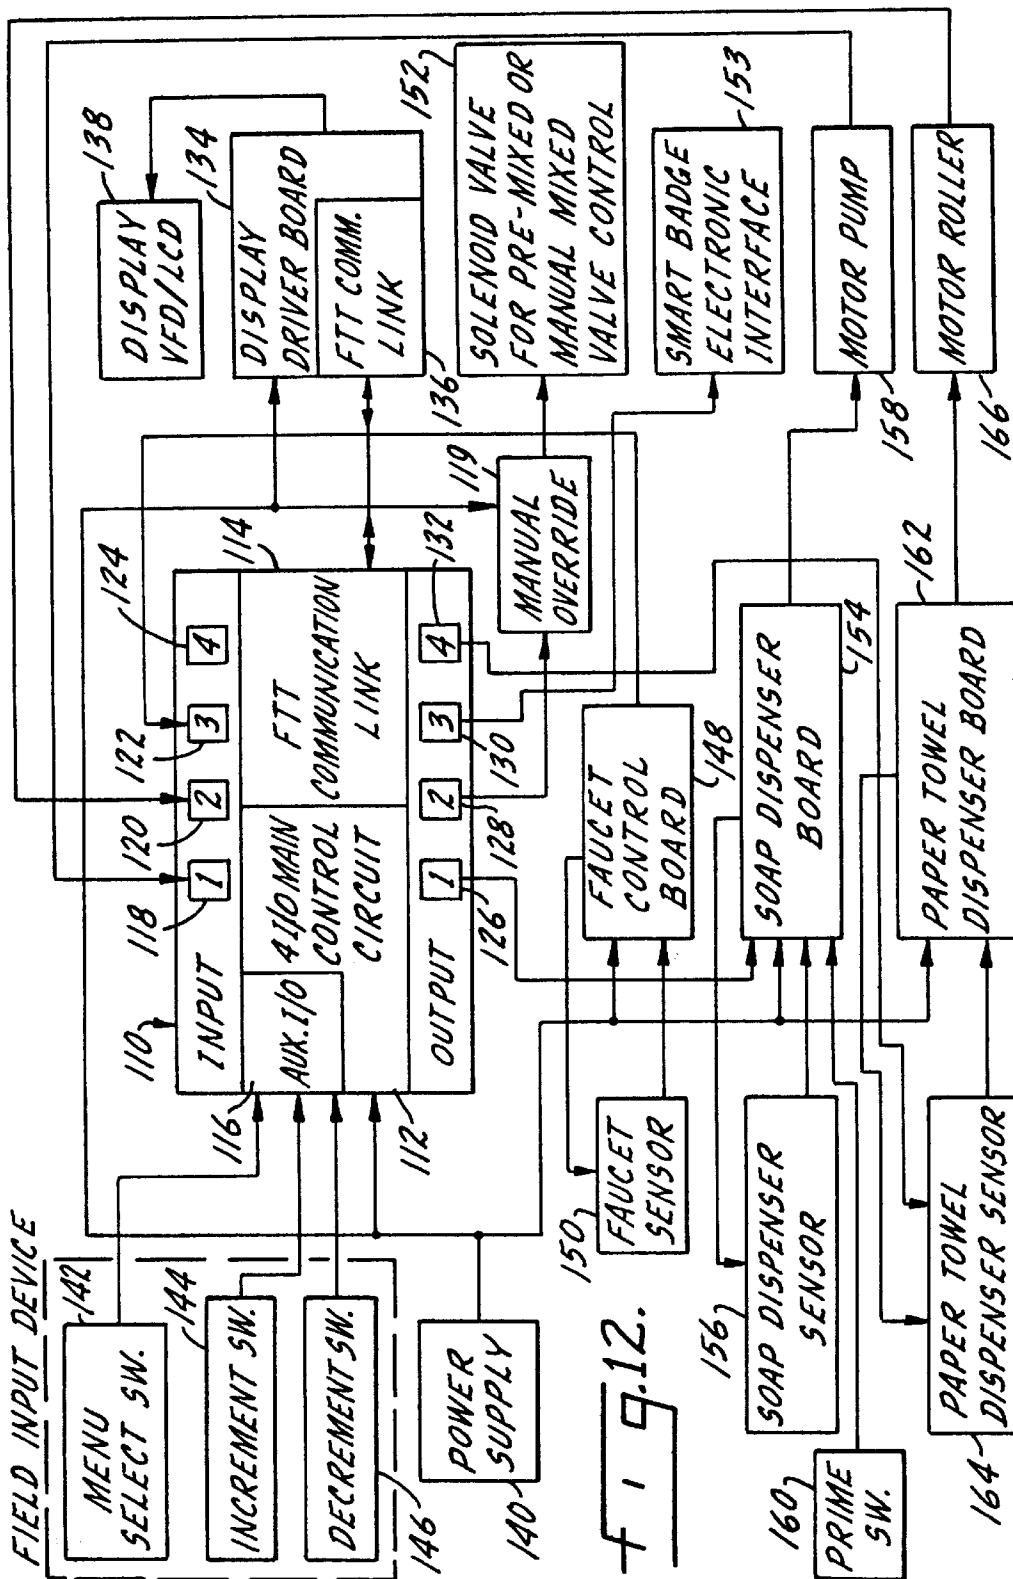 FIELD INPUT DEVICE
MENU
SELECT SW.
142
INCREMENT SW.
144
DECREMENT SW.
146
POWER
SUPPLY
140
110
INPUT
1
2
3
4
118
120
122
124
116
AUX. I/O
4 I/O MAIN
CONTROL
CIRCUIT
FTT
COMMUNICATION
LINK
114
112
OUTPUT
1
2
3
4
126
128
130
132
DISPLAY
VFD/LCD
138
DISPLAY
DRIVER BOARD
134
FTT COMM.
LINK
136
MANUAL
OVERRIDE
119
SOLENOID VALVE
FOR PRE-MIXED OR
MANUAL MIXED
VALVE CONTROL
152
SMART BADGE
ELECTRONIC
INTERFACE
153
FAUCET
SENSOR
150
FAUCET
CONTROL
BOARD
148
SOAP DISPENSER
SENSOR
156
SOAP DISPENSER
BOARD
154
MOTOR PUMP
158
PRIME
SW.
160
PAPER TOWEL
DISPENSER SENSOR
164
PAPER TOWEL
DISPENSER BOARD
162
MOTOR ROLLER
166
Fig.12.